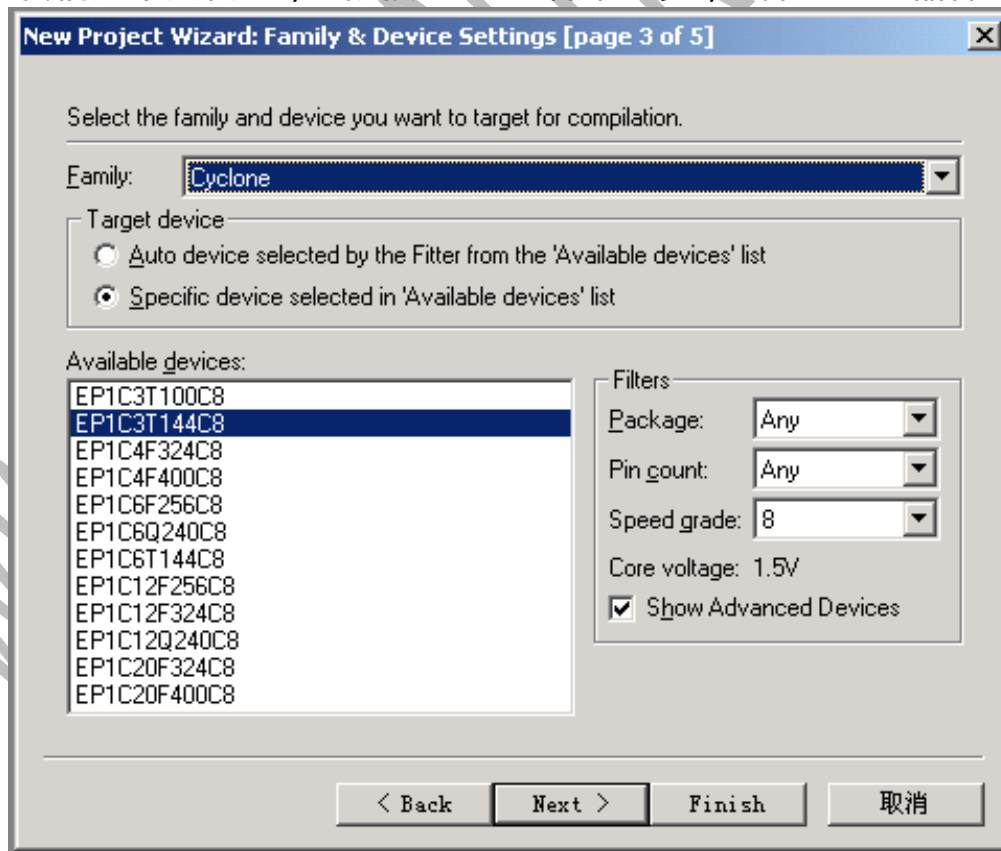 New Project Wizard: Family & Device Settings [page 3 of 5]
Select the family and device you want to target for compilation.
Family: Cyclone
Target device
Auto device selected by the Fitter from the 'Available devices' list
Specific device selected in 'Available devices' list
Available devices:
EP1C3T100C8
EP1C3T144C8
EP1C4F324C8
EP1C4F400C8
EP1C6F256C8
EP1C6Q240C8
EP1C6T144C8
EP1C12F256C8
EP1C12F324C8
EP1C12Q240C8
EP1C20F324C8
EP1C20F400C8
Filters
Package: Any
Pin count: Any
Speed grade: 8
Core voltage: 1.5V
Show Advanced Devices
< Back Next > Finish 取消